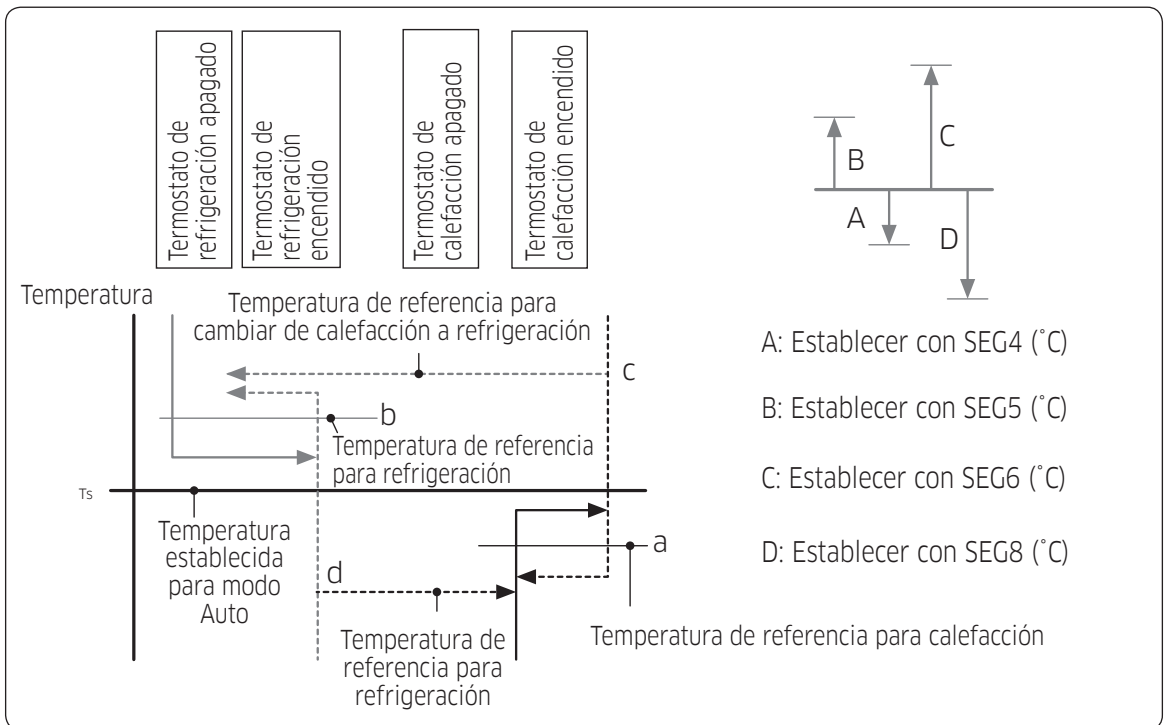 Termostato de
refrigeración apagado
Termostato de
refrigeración
encendido
Termostato de
calefacción apagado
Termostato de
calefacción encendido
Temperatura
Temperatura de referencia para
cambiar de calefacción a refrigeración
c
b
Temperatura de referencia
para refrigeración
Ts
Temperatura
establecida
para modo
Auto
a
d
Temperatura de
referencia para
refrigeración
Temperatura de referencia para calefacción
B
C
A
D
A: Establecer con SEG4 (˚C)
B: Establecer con SEG5 (˚C)
C: Establecer con SEG6 (˚C)
D: Establecer con SEG8 (˚C)